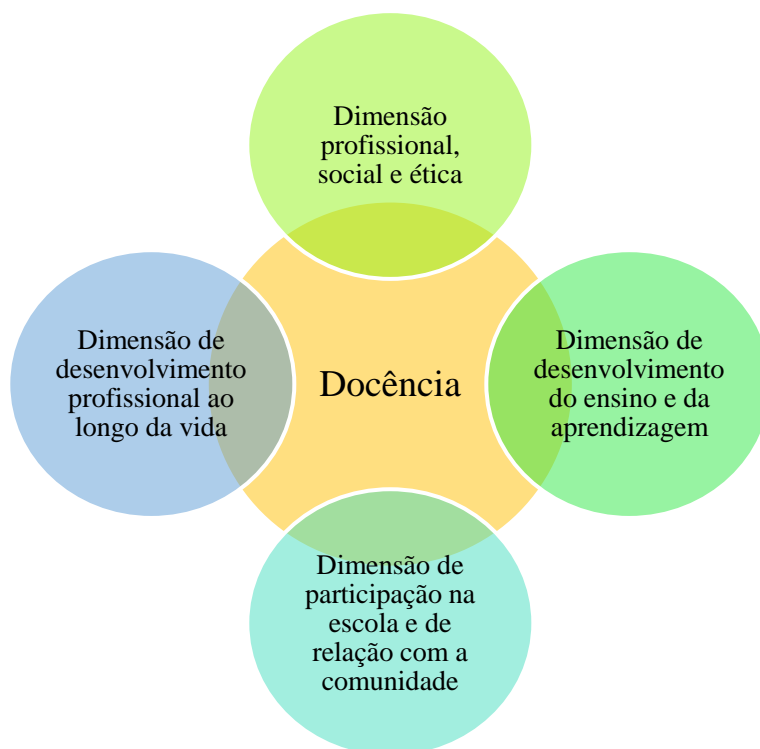 Dimensão
profissional,
social e ética
Dimensão de
desenvolvimento
profissional ao
longo da vida
Docência
Dimensão de
desenvolvimento
do ensino e da
aprendizagem
Dimensão de
participação na
escola e de
relação com a
comunidade